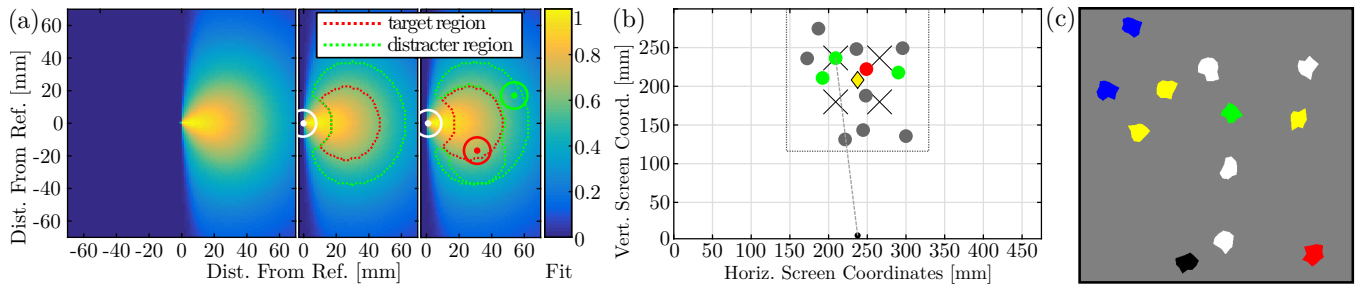 (a)
Dist. From Ref. [mm]
60
40
20
0
-20
-40
-60
-60 -40 -20 0 20 40 60 0 20 40 60 0 20 40 60
Dist. From Ref. [mm]
target region
distracter region
1
0.8
0.6
0.4
0.2
0
Fit
(b)
Vert. Screen Coord. [mm]
250
200
150
100
50
0
0 50 100 150 200 250 300 350 400 450
Horiz. Screen Coordinates [mm]
(c)